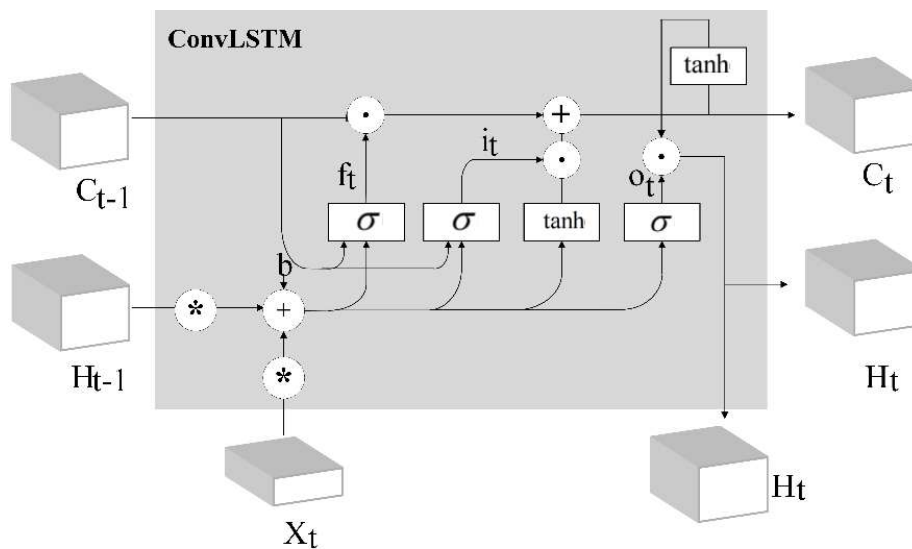 ConvLSTM
tanh
C_{t-1}
·
+
C_t
i_t
·
·
f_t
o_t
σ
σ
tanh
σ
b
H_{t-1}
*
+
H_t
*
X_t
H_t